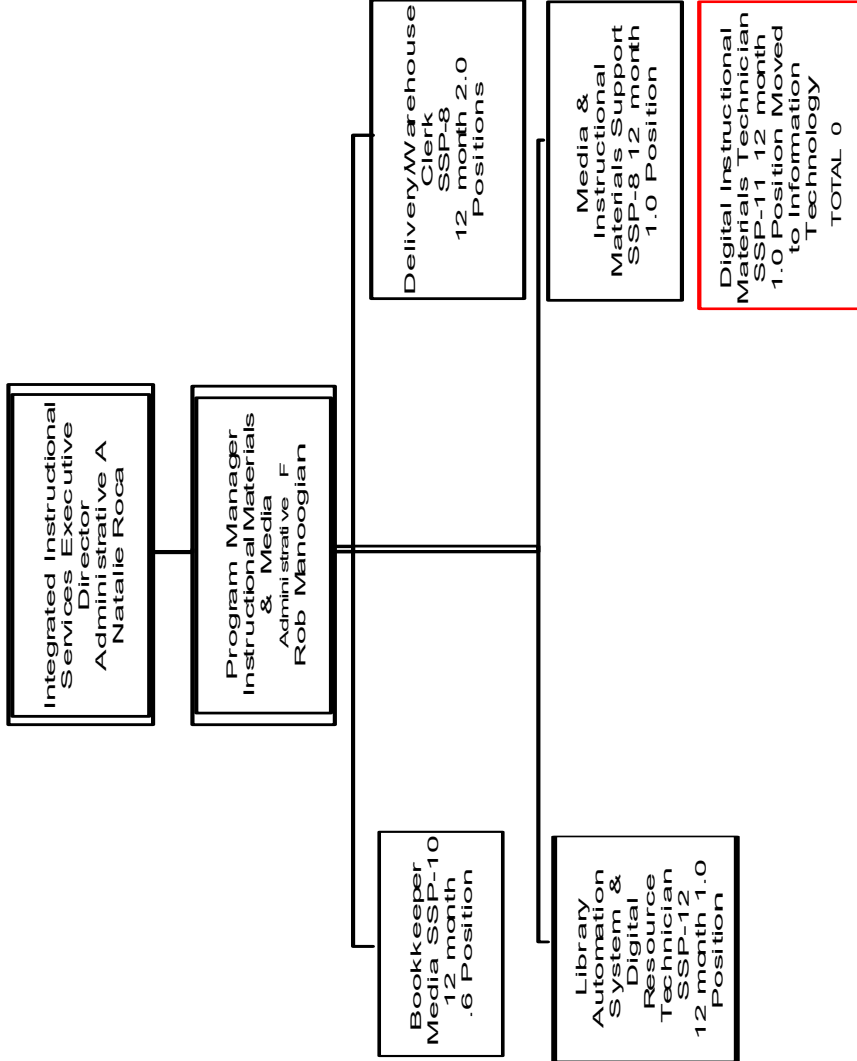 Integrated Instructional
Services Executive
Director
Administrative A
Natalie Roca
Program Manager
Instructional Materials
& Media
Administrative F
Rob Manoogian
Bookkeeper
Media SSP-10
12 month
.6 Position
Delivery/Warehouse
Clerk
SSP-8
12 month 2.0
Positions
Library
Automation
System &
Digital
Resource
Technician
SSP-12
12 month 1.0
Position
Media &
Instructional
Materials Support
SSP-8 12 month
1.0 Position
Digital Instructional
Materials Technician
SSP-11 12 month
1.0 Position Moved
to Information
Technology
TOTAL 0